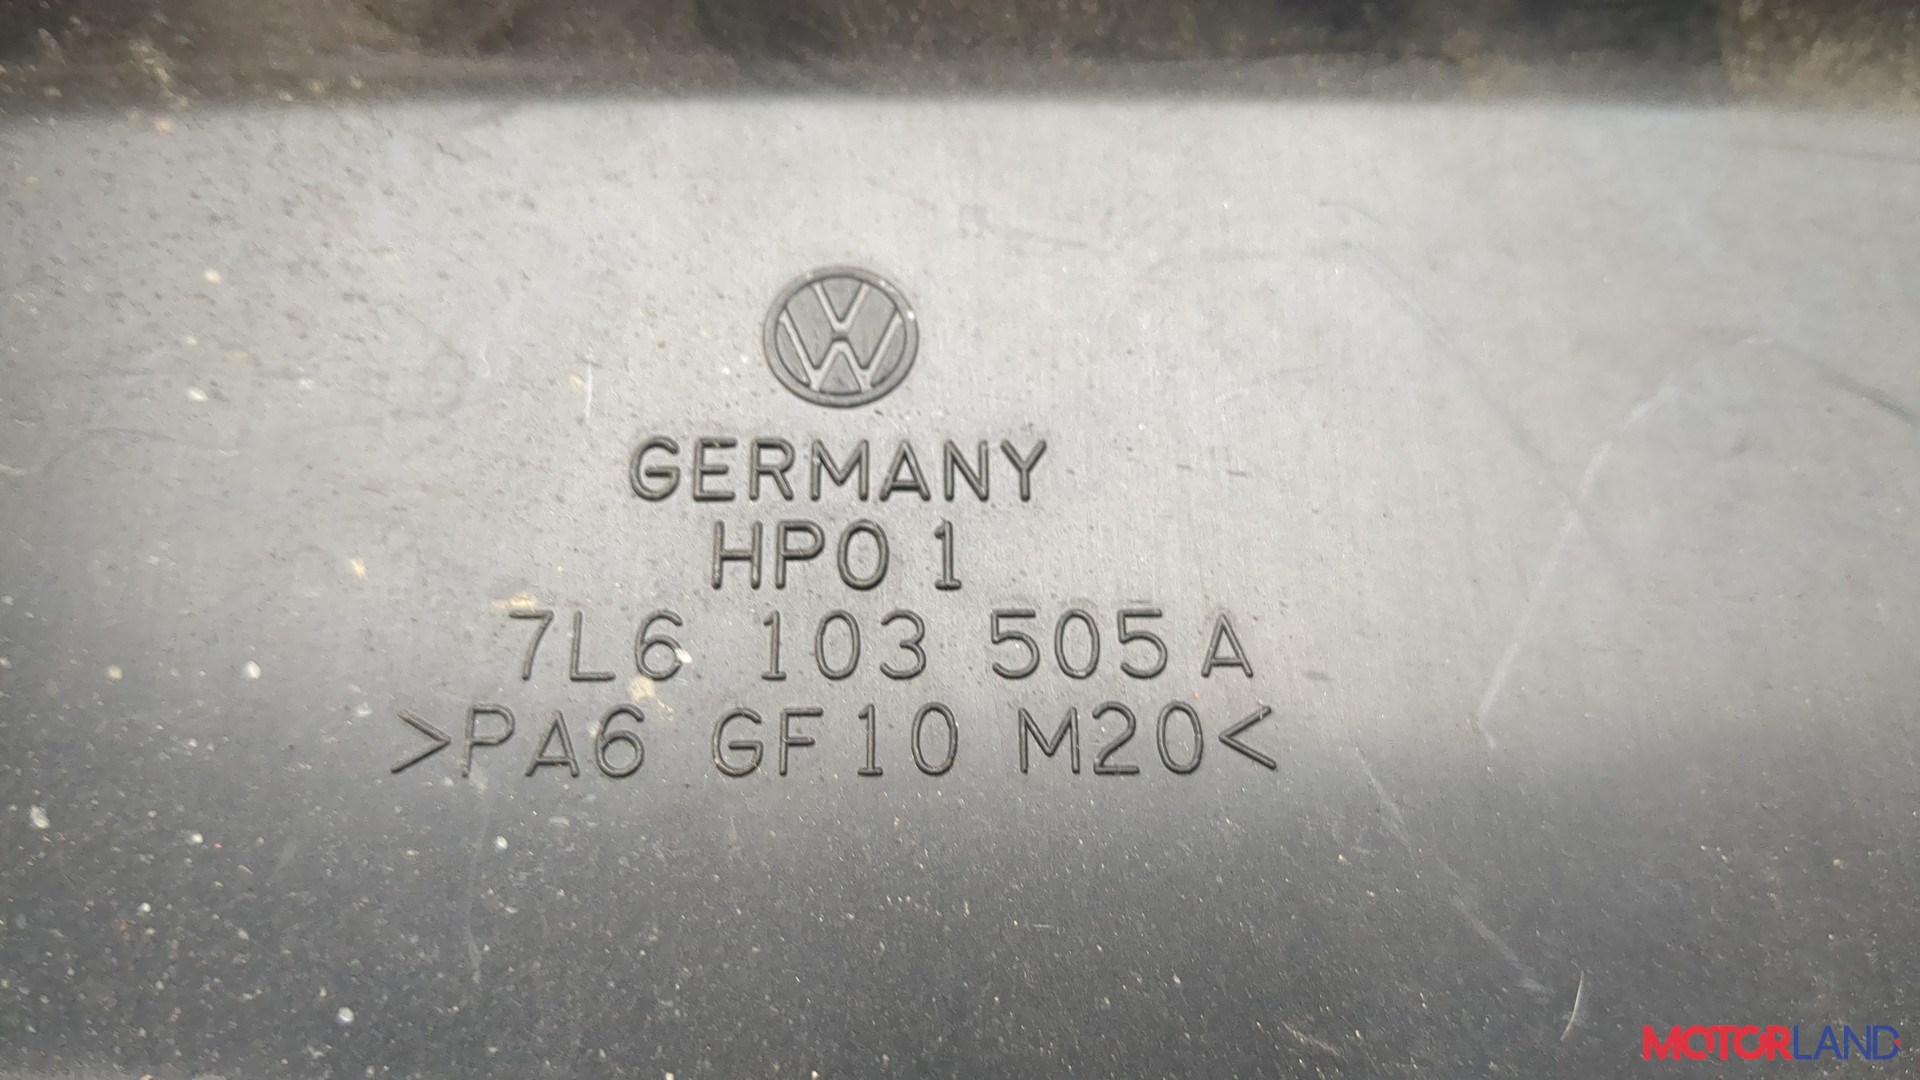 GERMANY
HPO 1
7L6 103 505 A
>PA6 GF10 M20<
MOTORLAND